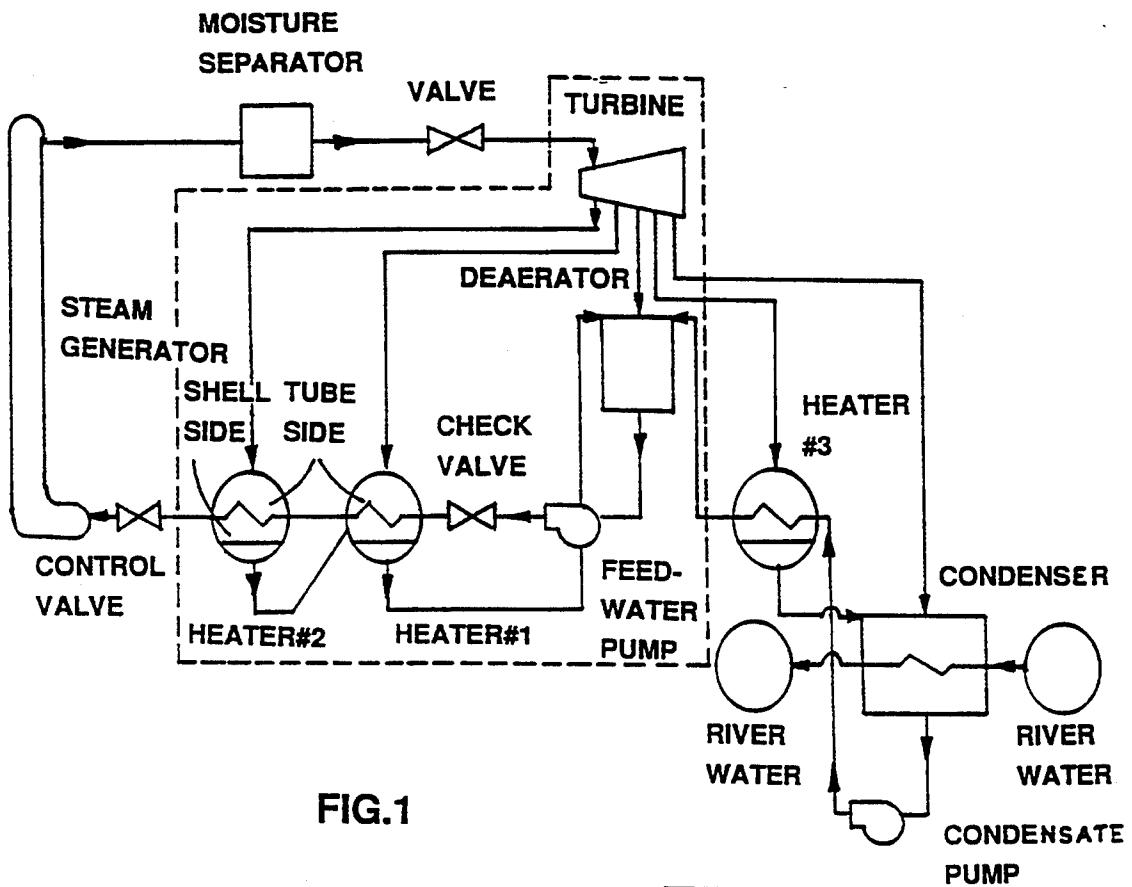 MOISTURE
SEPARATOR
VALVE
TURBINE
DEAERATOR
STEAM
GENERATOR
SHELL
SIDE
TUBE
SIDE
CHECK
VALVE
HEATER
#3
CONTROL
VALVE
HEATER#2
HEATER#1
FEED-
WATER
PUMP
CONDENSER
RIVER
WATER
RIVER
WATER
FIG.1
CONDENSATE
PUMP